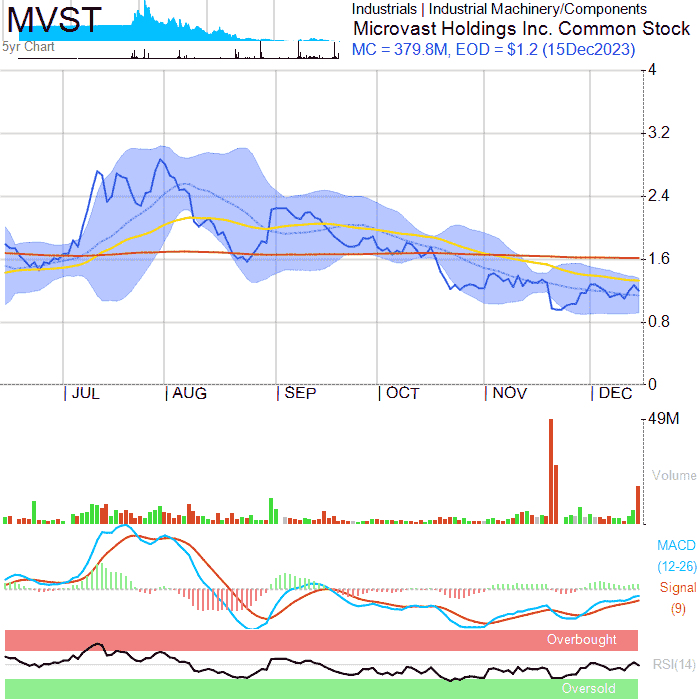 MVST
5yr Chart
Industrials | Industrial Machinery/Components
Microvast Holdings Inc. Common Stock
MC = 379.8M, EOD = $1.2 (15Dec2023)
4
3.2
2.4
1.6
0.8
0
| JUL | AUG | SEP | OCT | NOV | DEC
49M
Volume
MACD
(12-26)
Signal
(9)
Overbought
RSI(14)
Oversold